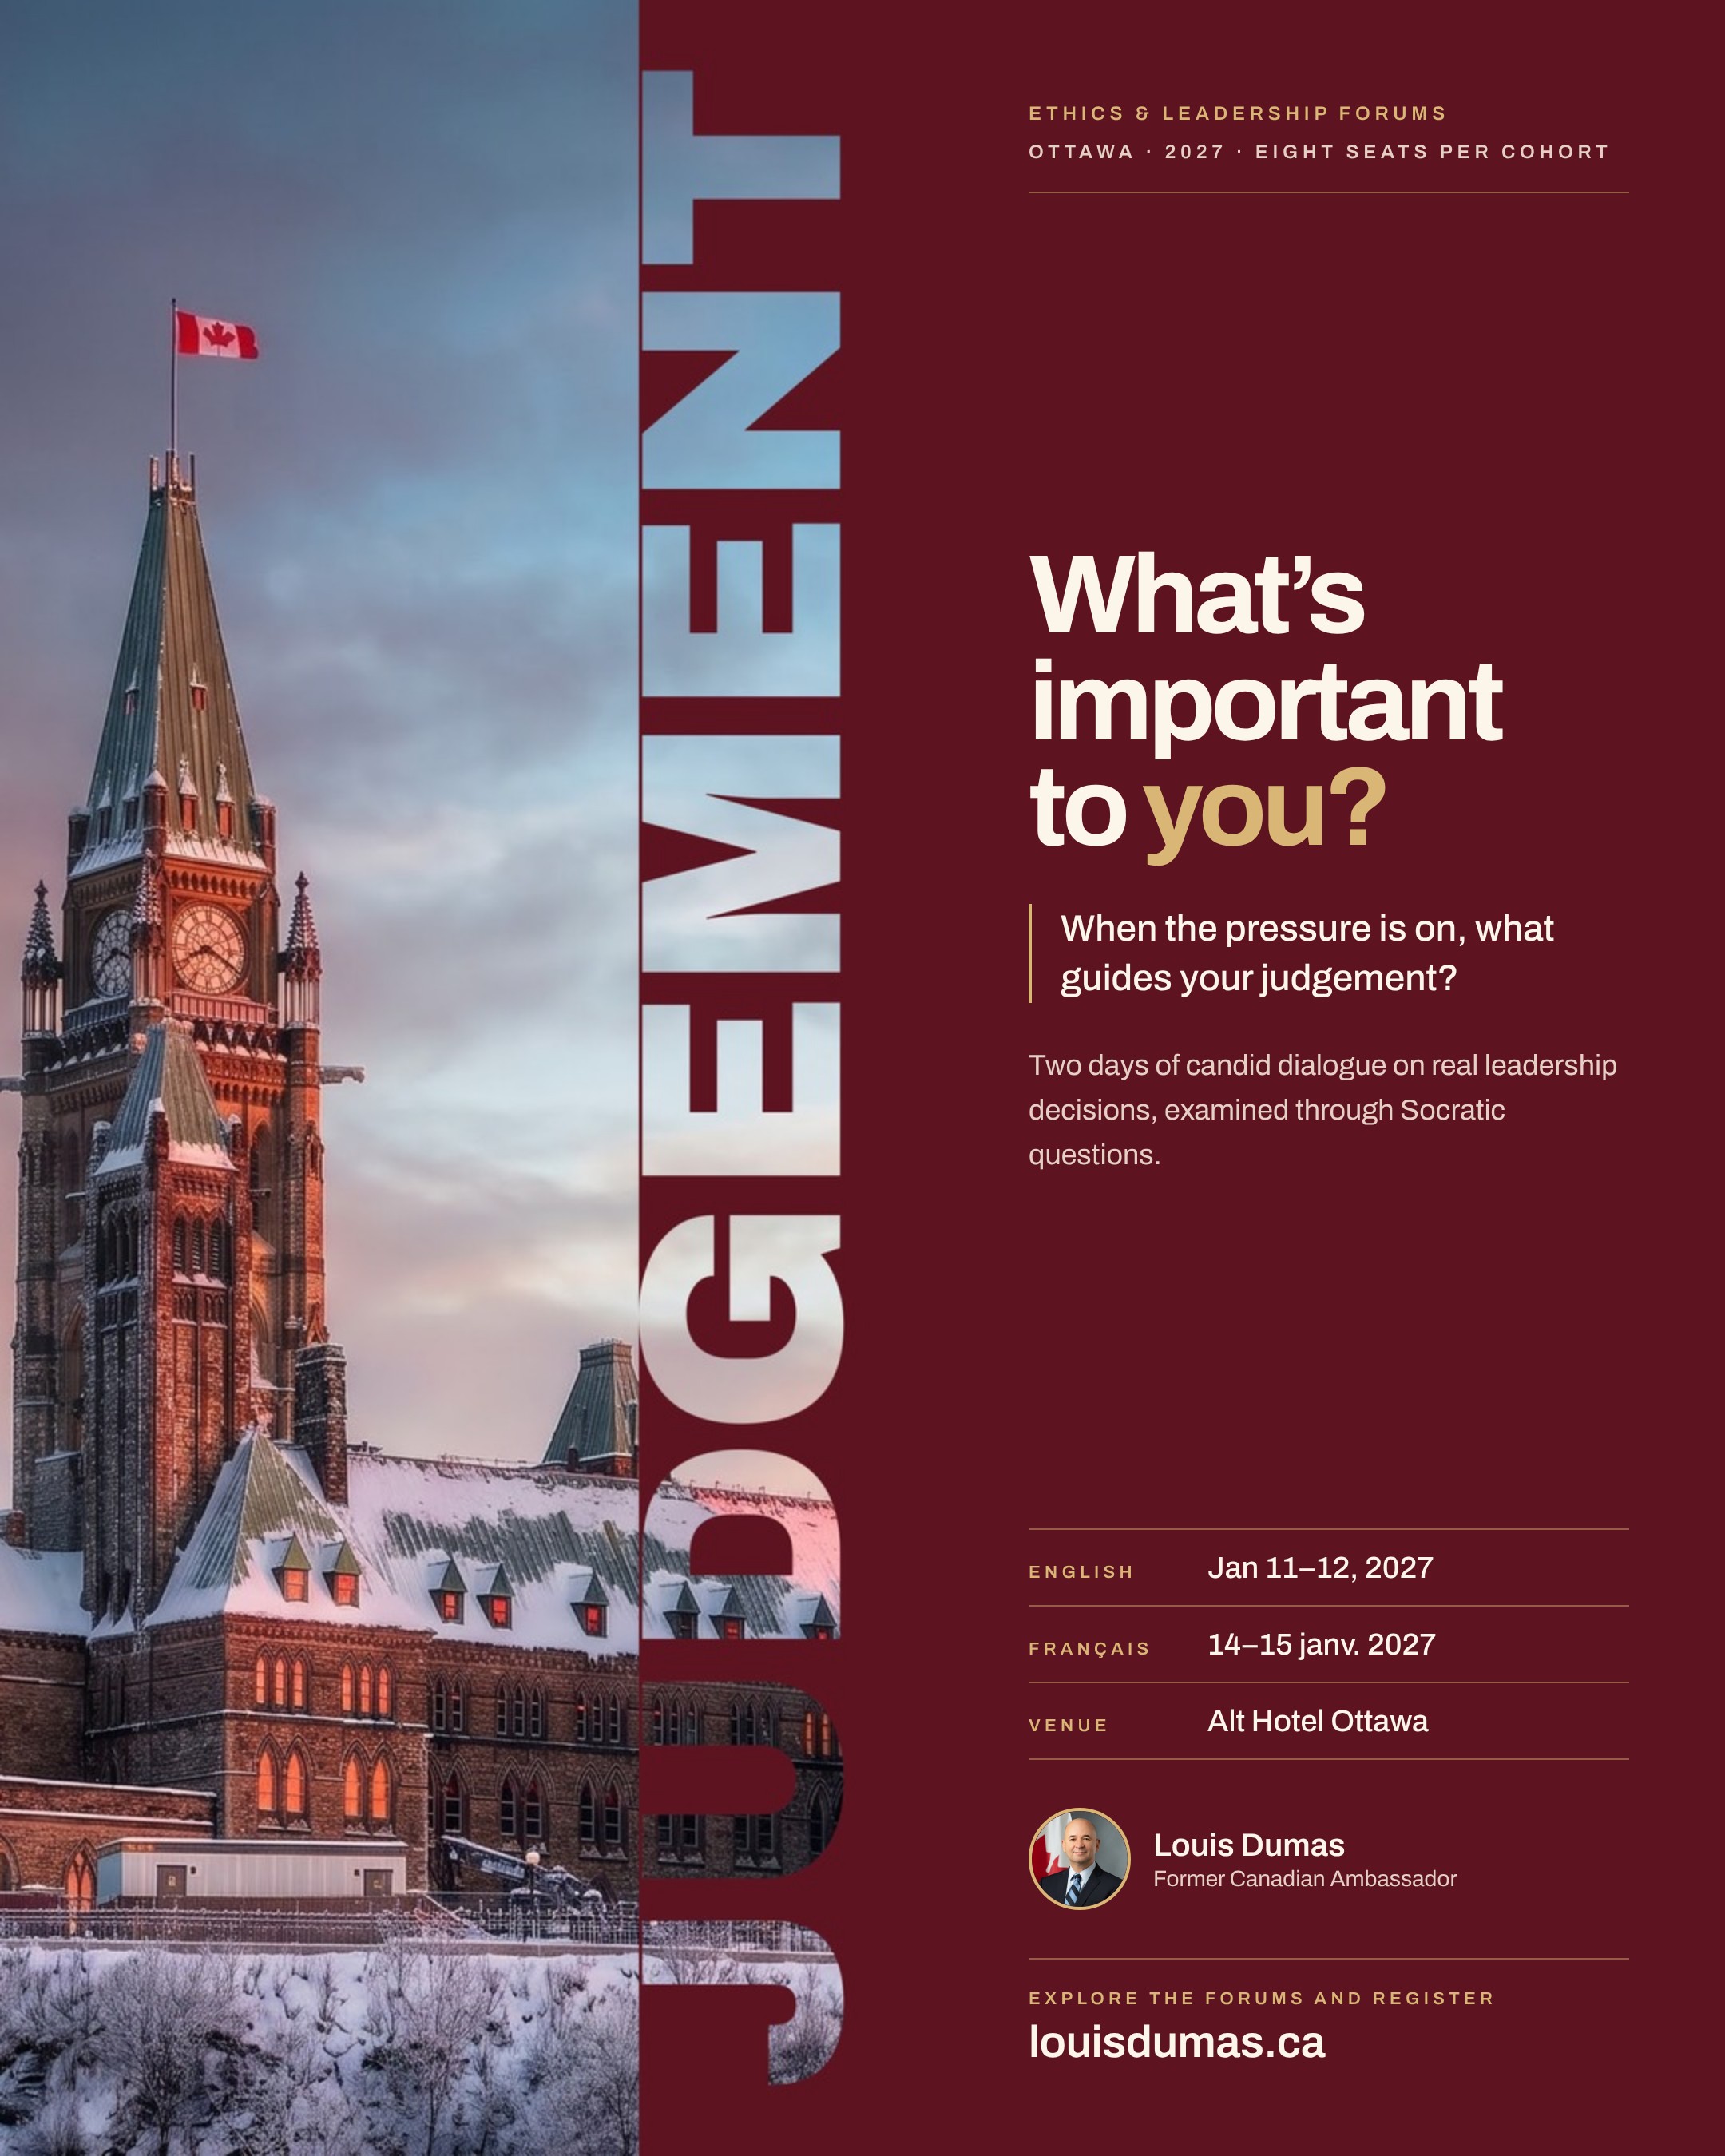 JUDGEMENT
ETHICS & LEADERSHIP FORUMS
OTTAWA · 2027 · EIGHT SEATS PER COHORT
What’s
important
to you?
When the pressure is on, what
guides your judgement?
Two days of candid dialogue on real leadership
decisions, examined through Socratic
questions.
ENGLISH Jan 11–12, 2027
FRANÇAIS 14–15 janv. 2027
VENUE Alt Hotel Ottawa
Louis Dumas
Former Canadian Ambassador
EXPLORE THE FORUMS AND REGISTER
louisdumas.ca